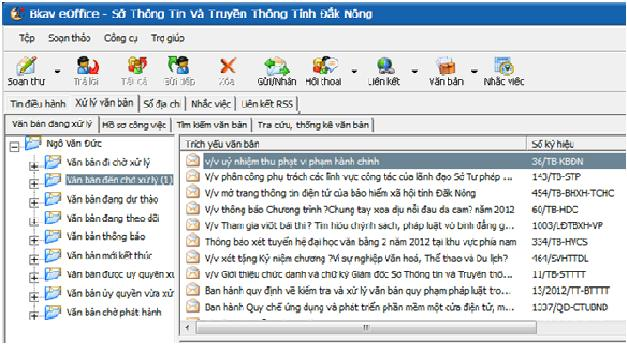 Bkav eOffice - Sở Thông Tin Và Truyền Thông Tỉnh Đắk Nông
Tệp Soạn thảo Công cụ Trợ giúp
Soạn thư Trả lời Tất cả Gửi tiếp Xóa Gửi/Nhận Hội thoại Liên kết Văn bản Nhắc việc
Tin điều hành Xử lý văn bản Sổ địa chỉ Nhắc việc Liên kết RSS
Văn bản đang xử lý Hồ sơ công việc Tìm kiếm văn bản Tra cứu, thống kê văn bản
Ngô Văn Đức
Văn bản đi chờ xử lý
Văn bản đến chờ xử lý (1)
Văn bản đang dự thảo
Văn bản đang theo dõi
Văn bản thông báo
Văn bản mới kết thúc
Văn bản được uỷ quyền xử
Văn bản ủy quyền vừa xử
Văn bản chờ phát hành
Trích yếu văn bản Số ký hiệu
v/v uỷ nhiệm thu phạt vi phạm hành chính 36/TB-KBĐN
V/v phân công phụ trách các lĩnh vực công tác của lãnh đạo Sở Tư pháp ... 143/TB-STP
V/v mở trang thông tin điện tử của bảo hiểm xã hội tỉnh Đắk Nông 454/TB-BHXH-TCHC
V/v thông báo Chương trình ?Chung tay xoa dịu nỗi đau da cam? năm 2012 60/TB-HDC
V/v Tham gia viết bài thi? Tìm hiểu chính sách, pháp luật về bình đẳng g... 1003/LĐTBXH-VP
Thông báo xét tuyển hệ đại học văn bằng 2 năm 2012 tại khu vực phía nam 334/TB-HVCS
V/v xét tặng Kỷ niệm chương ?Vì sự nghiệp Văn hoá, Thể thao và Du lịch? 464/SVHTTDL
V/v Giới thiệu chức danh và chữ ký Giám đốc Sở Thông tin và Truyền thô... 11/TB-STTTT
Ban hành quy định về kiểm tra và xử lý văn bản quy phạm pháp luật tro... 13/2012/TT-BTTTT
Ban hành Quy chế ứng dụng và phát triển phần mềm một cửa điện tử, m... 1337/QĐ-CTUBND